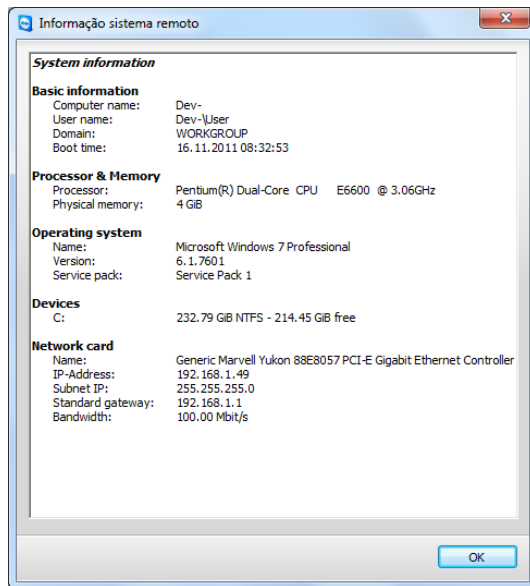 Informação sistema remoto
System information
Basic information
Computer name: Dev-
User name: Dev-\User
Domain: WORKGROUP
Boot time: 16.11.2011 08:32:53
Processor & Memory
Processor: Pentium(R) Dual-Core CPU E6600 @ 3.06GHz
Physical memory: 4 GiB
Operating system
Name: Microsoft Windows 7 Professional
Version: 6.1.7601
Service pack: Service Pack 1
Devices
C: 232.79 GiB NTFS - 214.45 GiB free
Network card
Name: Generic Marvell Yukon 88E8057 PCI-E Gigabit Ethernet Controller
IP-Address: 192.168.1.49
Subnet IP: 255.255.255.0
Standard gateway: 192.168.1.1
Bandwidth: 100.00 Mbit/s
OK